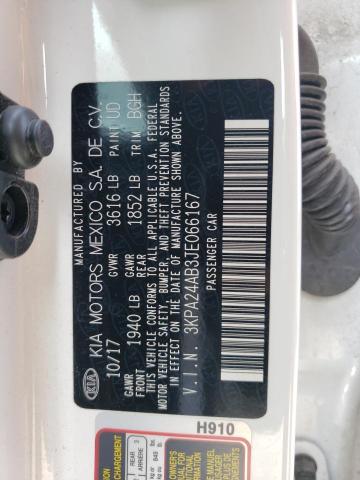 MANUFACTURED BY
KIA KIA MOTORS MEXICO S.A. DE C.V.
10/17 GVWR 3616 LB PAINT UD
GAWR FRONT 1940 LB GAWR REAR 1852 LB TRIM BGH
THIS VEHICLE CONFORMS TO ALL APPLICABLE U.S.A. FEDERAL
MOTOR VEHICLE SAFETY, BUMPER, AND THEFT PREVENTION STANDARDS
IN EFFECT ON THE DATE OF MANUFACTURE SHOWN ABOVE.
V.I.N. 3KPA24AB3JE066167
PASSENGER CAR
H910